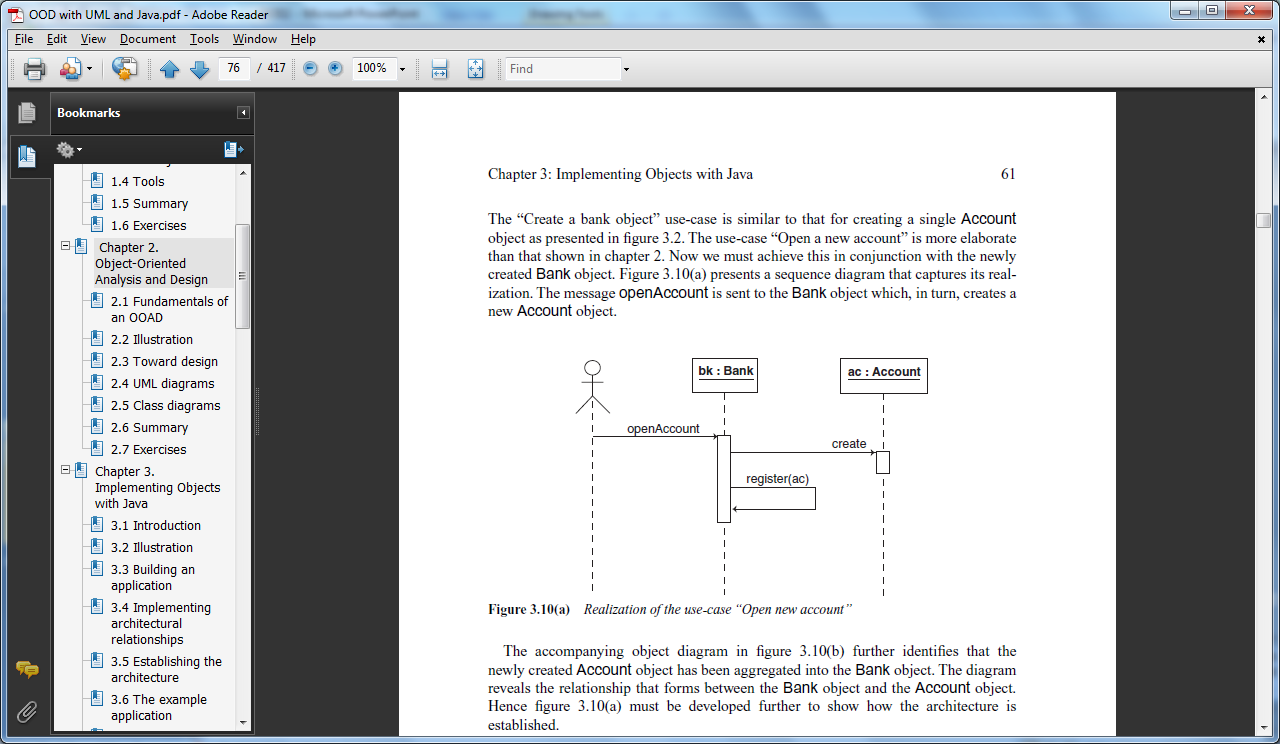 OOD with UML and Java.pdf - Adobe Reader
File Edit View Document Tools Window Help
76 / 417 100% Find
Bookmarks
1.4 Tools
1.5 Summary
1.6 Exercises
Chapter 2.
Object-Oriented
Analysis and Design
2.1 Fundamentals of
an OOAD
2.2 Illustration
2.3 Toward design
2.4 UML diagrams
2.5 Class diagrams
2.6 Summary
2.7 Exercises
Chapter 3.
Implementing Objects
with Java
3.1 Introduction
3.2 Illustration
3.3 Building an
application
3.4 Implementing
architectural
relationships
3.5 Establishing the
architecture
3.6 The example
application
Chapter 3: Implementing Objects with Java 61
The “Create a bank object” use-case is similar to that for creating a single Account
object as presented in figure 3.2. The use-case “Open a new account” is more elaborate
than that shown in chapter 2. Now we must achieve this in conjunction with the newly
created Bank object. Figure 3.10(a) presents a sequence diagram that captures its real-
ization. The message openAccount is sent to the Bank object which, in turn, creates a
new Account object.
bk : Bank ac : Account
openAccount
create
register(ac)
Figure 3.10(a) Realization of the use-case “Open new account”
The accompanying object diagram in figure 3.10(b) further identifies that the
newly created Account object has been aggregated into the Bank object. The diagram
reveals the relationship that forms between the Bank object and the Account object.
Hence figure 3.10(a) must be developed further to show how the architecture is
established.